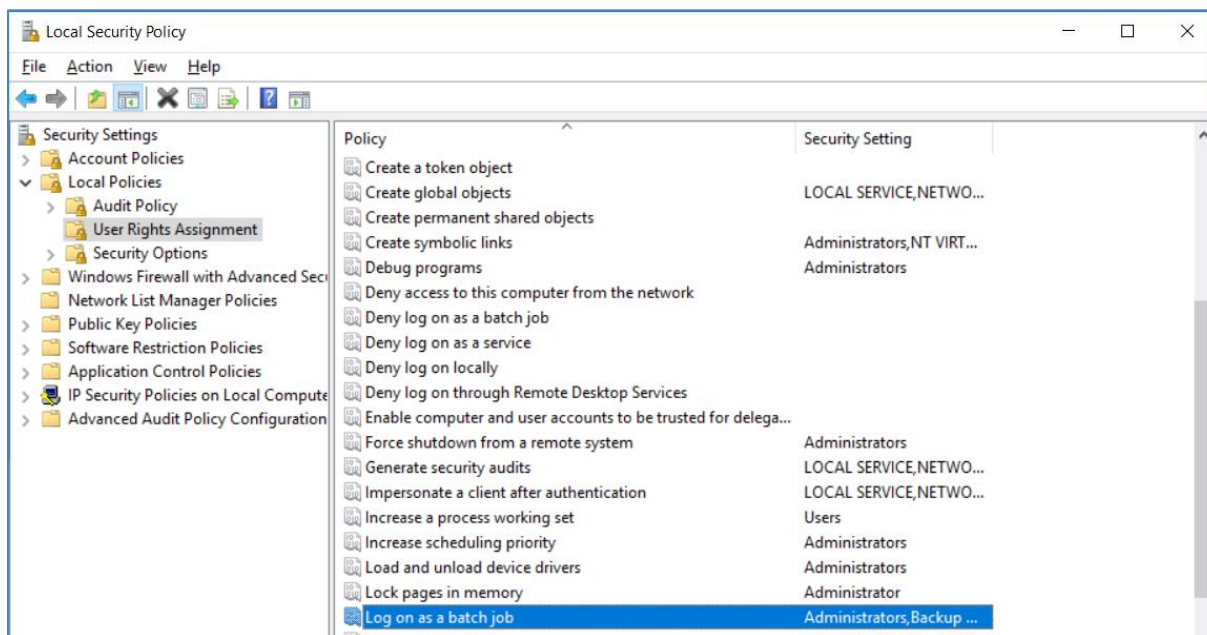 Local Security Policy
File Action View Help
Security Settings
Account Policies
Local Policies
Audit Policy
User Rights Assignment
Security Options
Windows Firewall with Advanced Secu
Network List Manager Policies
Public Key Policies
Software Restriction Policies
Application Control Policies
IP Security Policies on Local Compute
Advanced Audit Policy Configuration
Policy Security Setting
Create a token object
Create global objects LOCAL SERVICE,NETWO...
Create permanent shared objects
Create symbolic links Administrators,NT VIRT...
Debug programs Administrators
Deny access to this computer from the network
Deny log on as a batch job
Deny log on as a service
Deny log on locally
Deny log on through Remote Desktop Services
Enable computer and user accounts to be trusted for delega...
Force shutdown from a remote system Administrators
Generate security audits LOCAL SERVICE,NETWO...
Impersonate a client after authentication LOCAL SERVICE,NETWO...
Increase a process working set Users
Increase scheduling priority Administrators
Load and unload device drivers Administrators
Lock pages in memory Administrator
Log on as a batch job Administrators,Backup ...